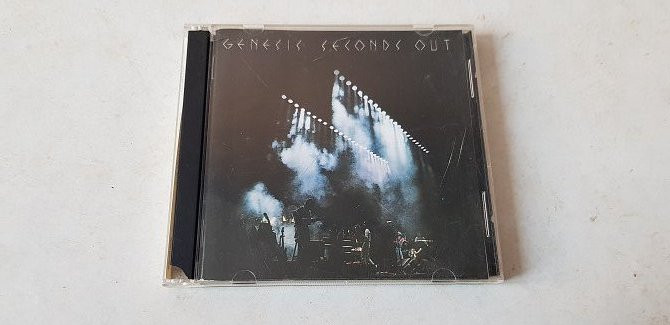 GENESIS SECONDS OUT